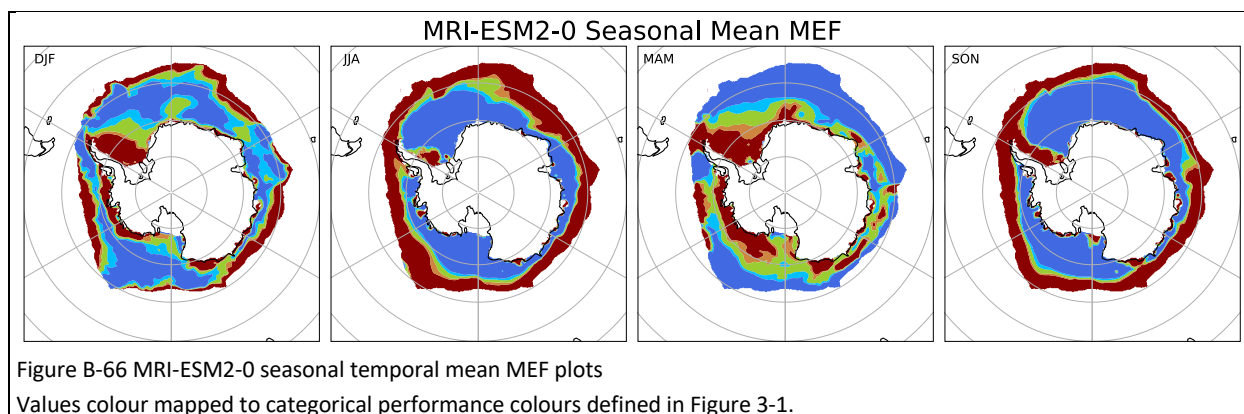 MRI-ESM2-0 Seasonal Mean MEF
DJF
JJA
MAM
SON
Figure B-66 MRI-ESM2-0 seasonal temporal mean MEF plots
Values colour mapped to categorical performance colours defined in Figure 3-1.